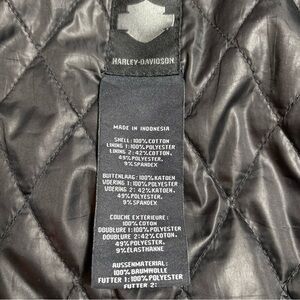 HARLEY-DAVIDSON
MADE IN INDONESIA
SHELL: 100% COTTON
LINING 1: 100% POLYESTER
LINING 2: 42% COTTON,
49% POLYESTER,
9% SPANDEX
BUITENLAAG: 100% KATOEN
VOERING 1: 100% POLYESTER
VOERING 2: 42% KATOEN,
49% POLYESTER,
9% SPANDEX
COUCHE EXTERIEURE:
100% COTON
DOUBLURE 1: 100% POLYESTER
DOUBLURE 2: 42% COTON,
49% POLYESTER,
9% ÉLASTHANNE
AUSSENMATERIAL:
100% BAUMWOLLE
FUTTER 1: 100% POLYESTER
FUTTER 2: